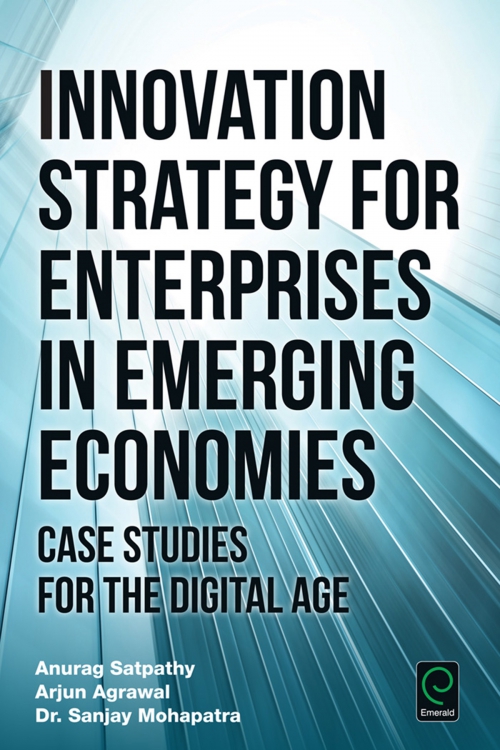 INNOVATION
STRATEGY FOR
ENTERPRISES
IN EMERGING
ECONOMIES
CASE STUDIES
FOR THE DIGITAL AGE
Anurag Satpathy
Arjun Agrawal
Dr. Sanjay Mohapatra
Emerald